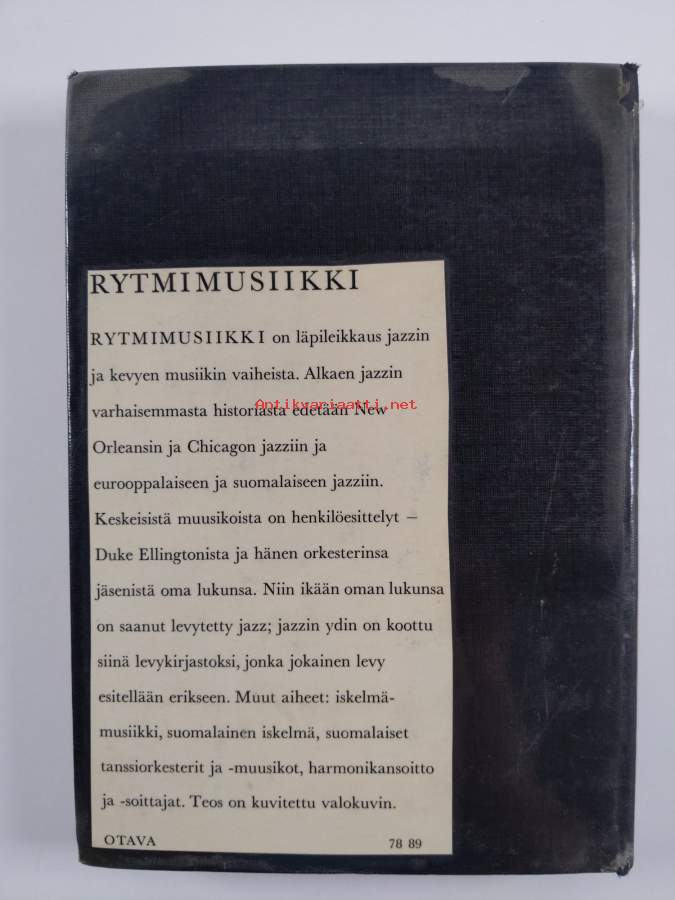 RYTMIMUSIIKKI
RYTMIMUSIIKKI on läpileikkaus jazzin
ja kevyen musiikin vaiheista. Alkaen jazzin
varhaisemmasta historiasta edetään New
Antikvariaatti.net
Orleansin ja Chicagon jazziin ja
eurooppalaiseen ja suomalaiseen jazziin.
Keskeisistä muusikoista on henkilöesittelyt –
Duke Ellingtonista ja hänen orkesterinsa
jäsenistä oma lukunsa. Niin ikään oman lukunsa
on saanut levytetty jazz; jazzin ydin on koottu
siinä levykirjastoksi, jonka jokainen levy
esitellään erikseen. Muut aiheet: iskelmä-
musiikki, suomalainen iskelmä, suomalaiset
tanssiorkesterit ja -muusikot, harmonikansoitto
ja -soittajat. Teos on kuvitettu valokuvin.
OTAVA 78 89